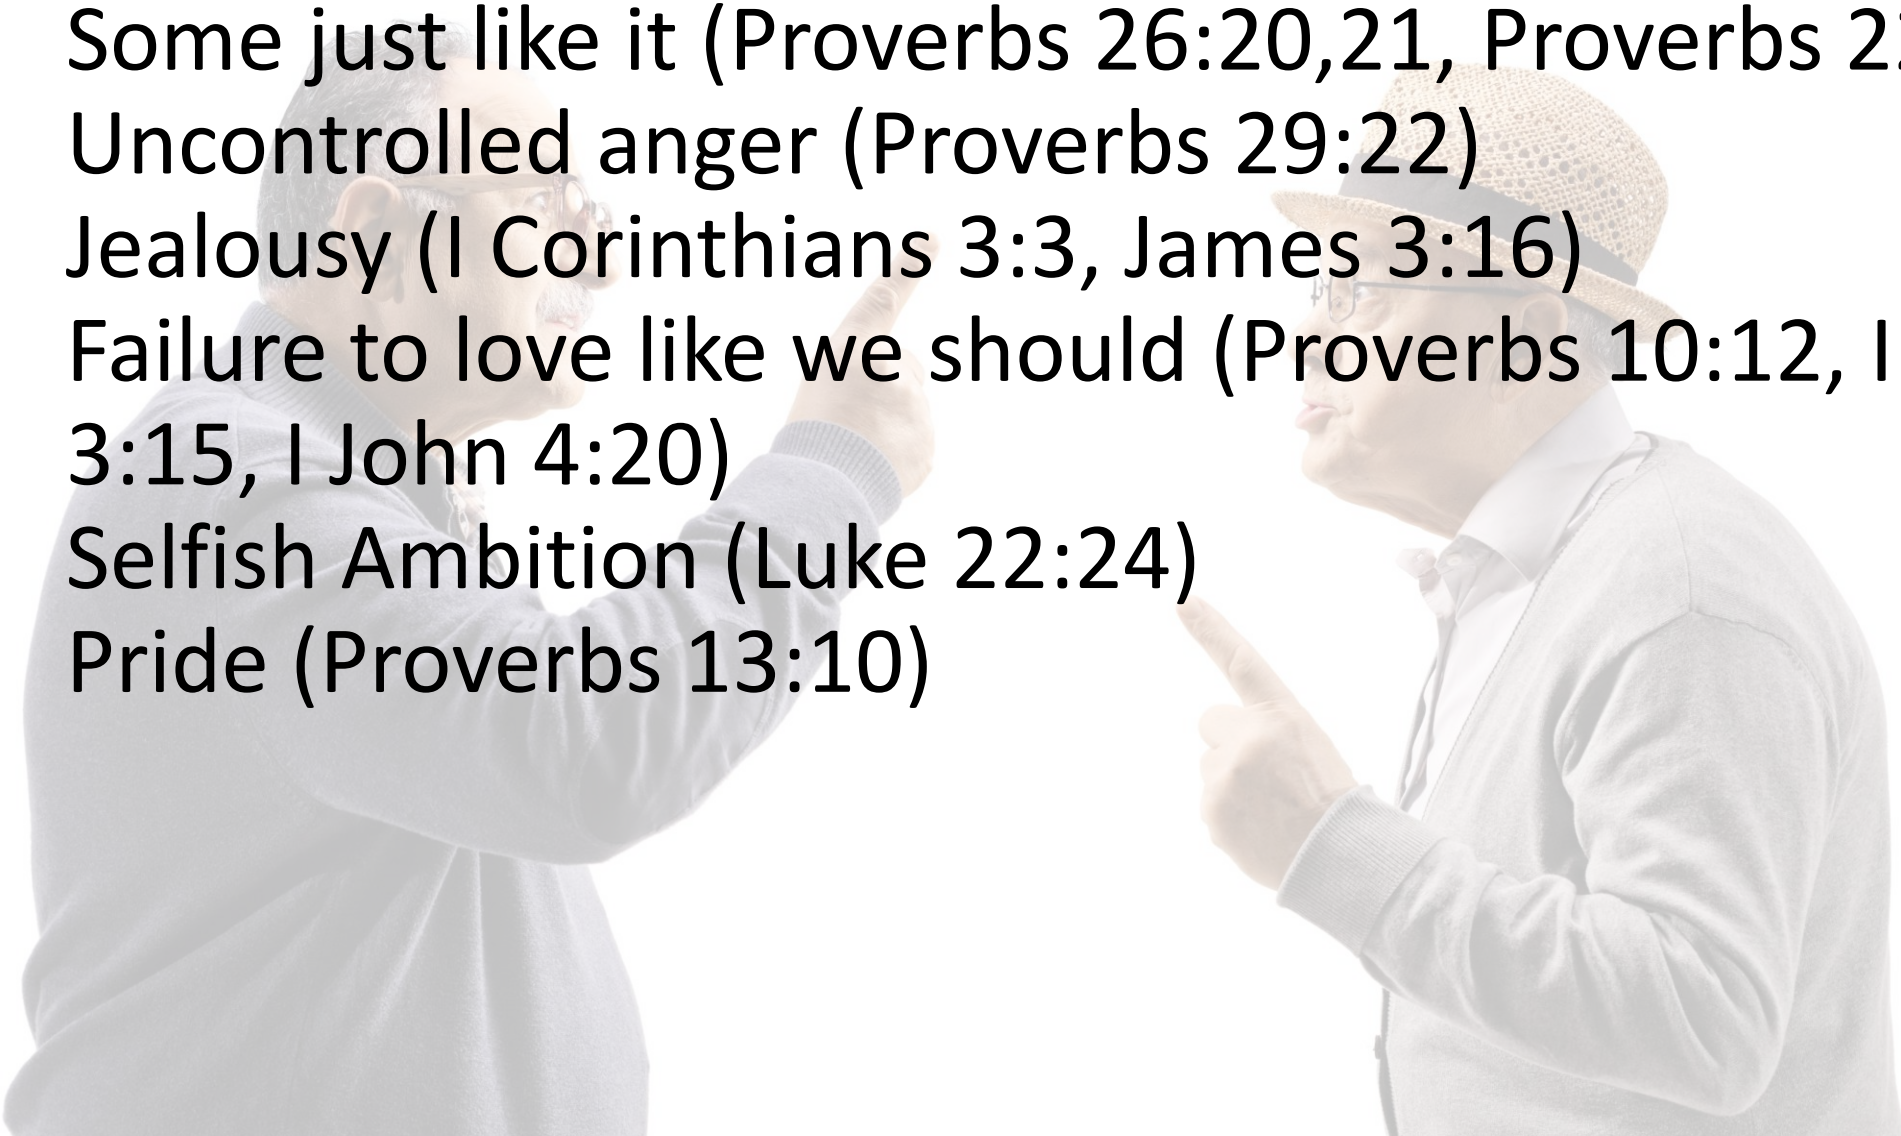 Some just like it (Proverbs 26:20,21, Proverbs 2
Uncontrolled anger (Proverbs 29:22)
Jealousy (I Corinthians 3:3, James 3:16)
Failure to love like we should (Proverbs 10:12, I
3:15, I John 4:20)
Selfish Ambition (Luke 22:24)
Pride (Proverbs 13:10)